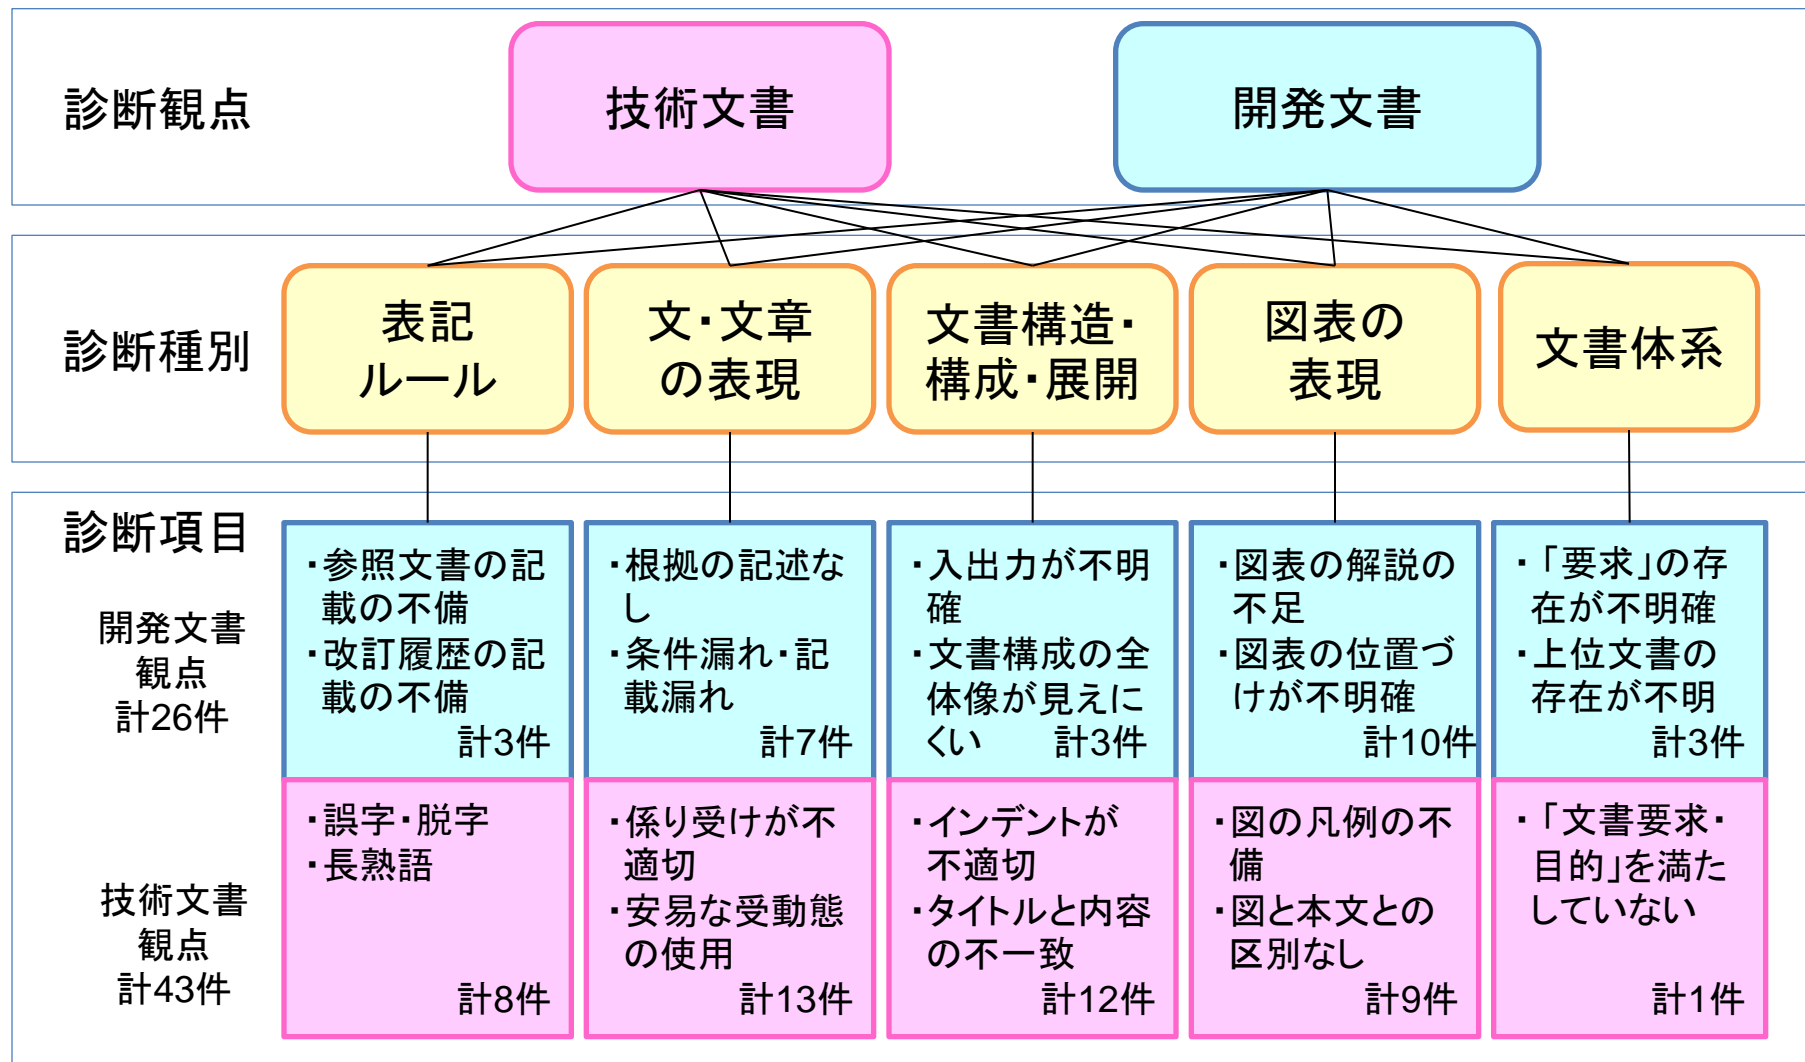 診断観点
技術文書
開発文書
診断種別
表記
ルール
文・文章
の表現
文書構造・
構成・展開
図表の
表現
文書体系
診断項目
開発文書
観点
計26件
・参照文書の記
載の不備
・改訂履歴の記
載の不備
計3件
・根拠の記述な
し
・条件漏れ・記
載漏れ
計7件
・入出力が不明
確
・文書構成の全
体像が見えに
くい 計3件
・図表の解説の
不足
・図表の位置づ
けが不明確
計10件
・「要求」の存
在が不明確
・上位文書の
存在が不明
計3件
技術文書
観点
計43件
・誤字・脱字
・長熟語
計8件
・係り受けが不
適切
・安易な受動態
の使用
計13件
・インデントが
不適切
・タイトルと内容
の不一致
計12件
・図の凡例の不
備
・図と本文との
区別なし
計9件
・「文書要求・
目的」を満た
していない
計1件